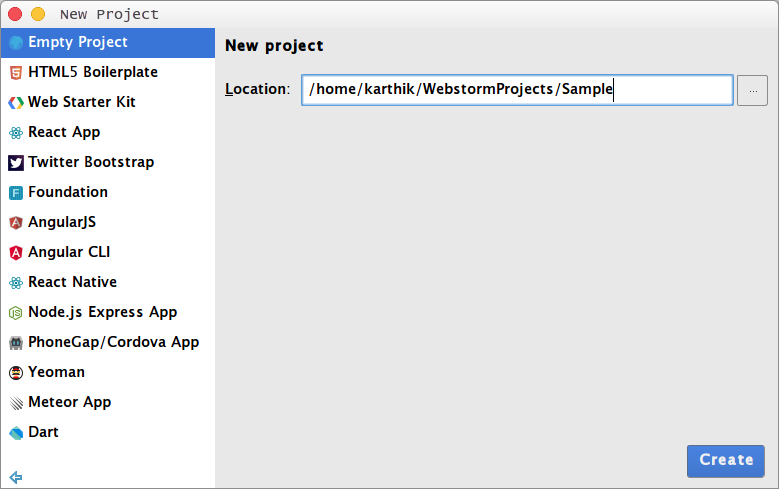 New Project
Empty Project
HTML5 Boilerplate
Web Starter Kit
React App
Twitter Bootstrap
Foundation
AngularJS
Angular CLI
React Native
Node.js Express App
PhoneGap/Cordova App
Yeoman
Meteor App
Dart
New project
Location: /home/karthik/WebstormProjects/Sample ...
Create